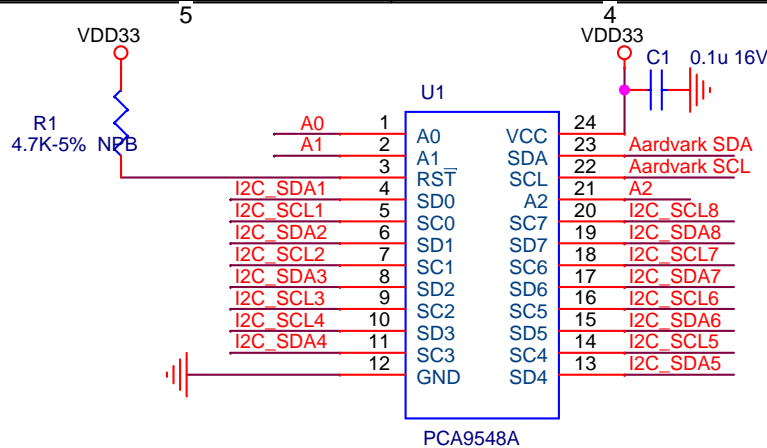 5 4
VDD33 VDD33
C1 0.1u 16V
U1
R1
4.7K-5% NPB
A0 1 A0 VCC 24
A1 2 A1 SDA 23 Aardvark SDA
3 RST SCL 22 Aardvark SCL
I2C_SDA1 4 SD0 A2 21 A2
I2C_SCL1 5 SC0 SC7 20 I2C_SCL8
I2C_SDA2 6 SD1 SD7 19 I2C_SDA8
I2C_SCL2 7 SC1 SC6 18 I2C_SCL7
I2C_SDA3 8 SD2 SD6 17 I2C_SDA7
I2C_SCL3 9 SC2 SC5 16 I2C_SCL6
I2C_SCL4 10 SD3 SD5 15 I2C_SDA6
I2C_SDA4 11 SC3 SC4 14 I2C_SCL5
12 GND SD4 13 I2C_SDA5
PCA9548A